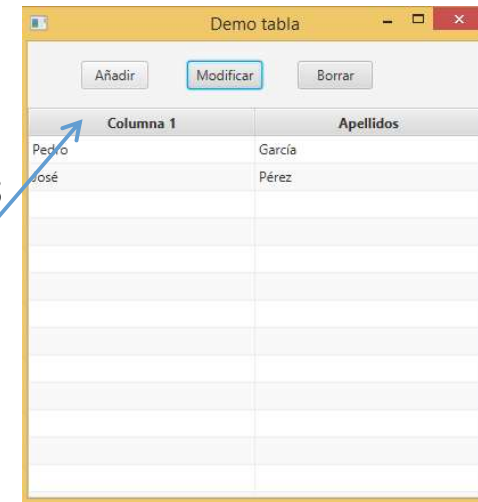 Demo tabla
Añadir Modificar Borrar
Columna 1 Apellidos
Pedro García
José Pérez